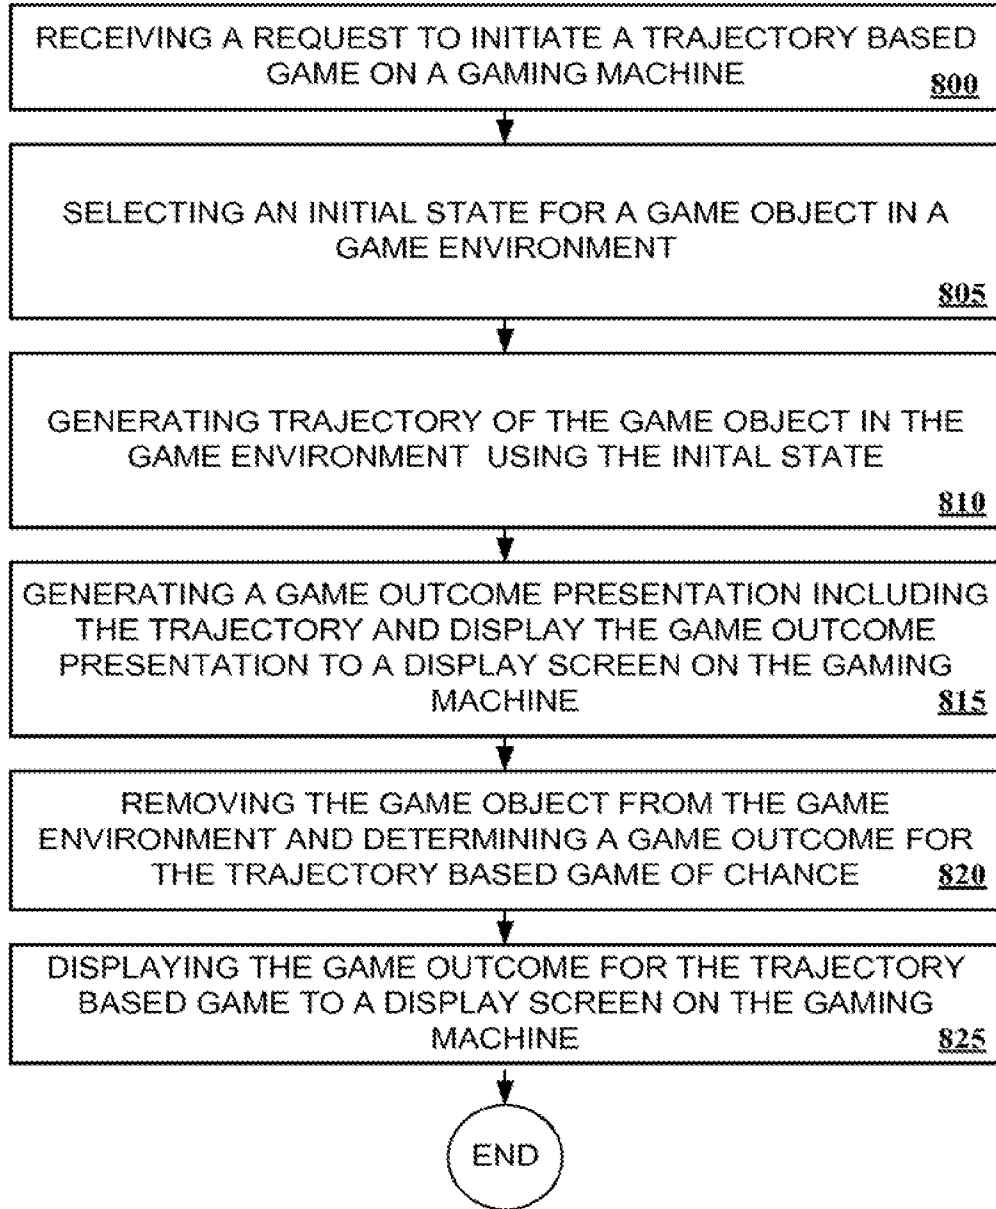 RECEIVING A REQUEST TO INITIATE A TRAJECTORY BASED
GAME ON A GAMING MACHINE
800
SELECTING AN INITIAL STATE FOR A GAME OBJECT IN A
GAME ENVIRONMENT
805
GENERATING TRAJECTORY OF THE GAME OBJECT IN THE
GAME ENVIRONMENT USING THE INITAL STATE
810
GENERATING A GAME OUTCOME PRESENTATION INCLUDING
THE TRAJECTORY AND DISPLAY THE GAME OUTCOME
PRESENTATION TO A DISPLAY SCREEN ON THE GAMING
MACHINE 815
REMOVING THE GAME OBJECT FROM THE GAME
ENVIRONMENT AND DETERMINING A GAME OUTCOME FOR
THE TRAJECTORY BASED GAME OF CHANCE 820
DISPLAYING THE GAME OUTCOME FOR THE TRAJECTORY
BASED GAME TO A DISPLAY SCREEN ON THE GAMING
MACHINE 825
END